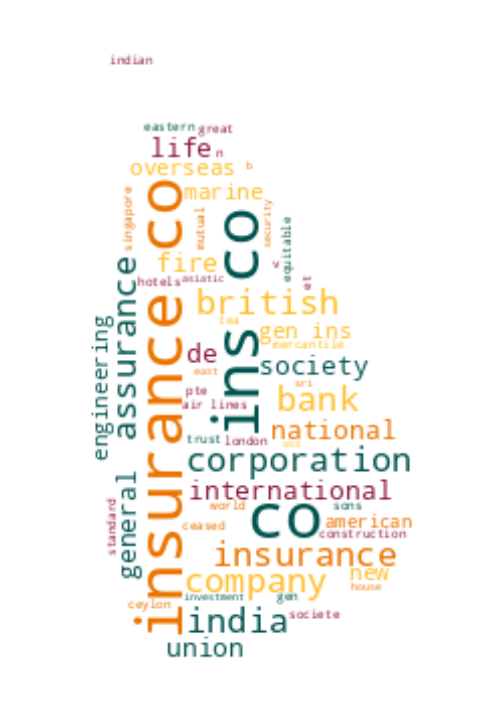 indian
eastern great
life n
overseas b
marine
singapore
insurance co
mutual
ins co
security
equitable
fire
v
hotels asiatic
et
assurance
british
tea
gen ins
mercantile
engineering
de
society
east
sri
pte
bank
air lines
national
trust london
ass
corporation
international
general
standard
world
co
sons
american
ceased
construction
insurance
company
new
house
investment
gen
ceylon
india
societe
union